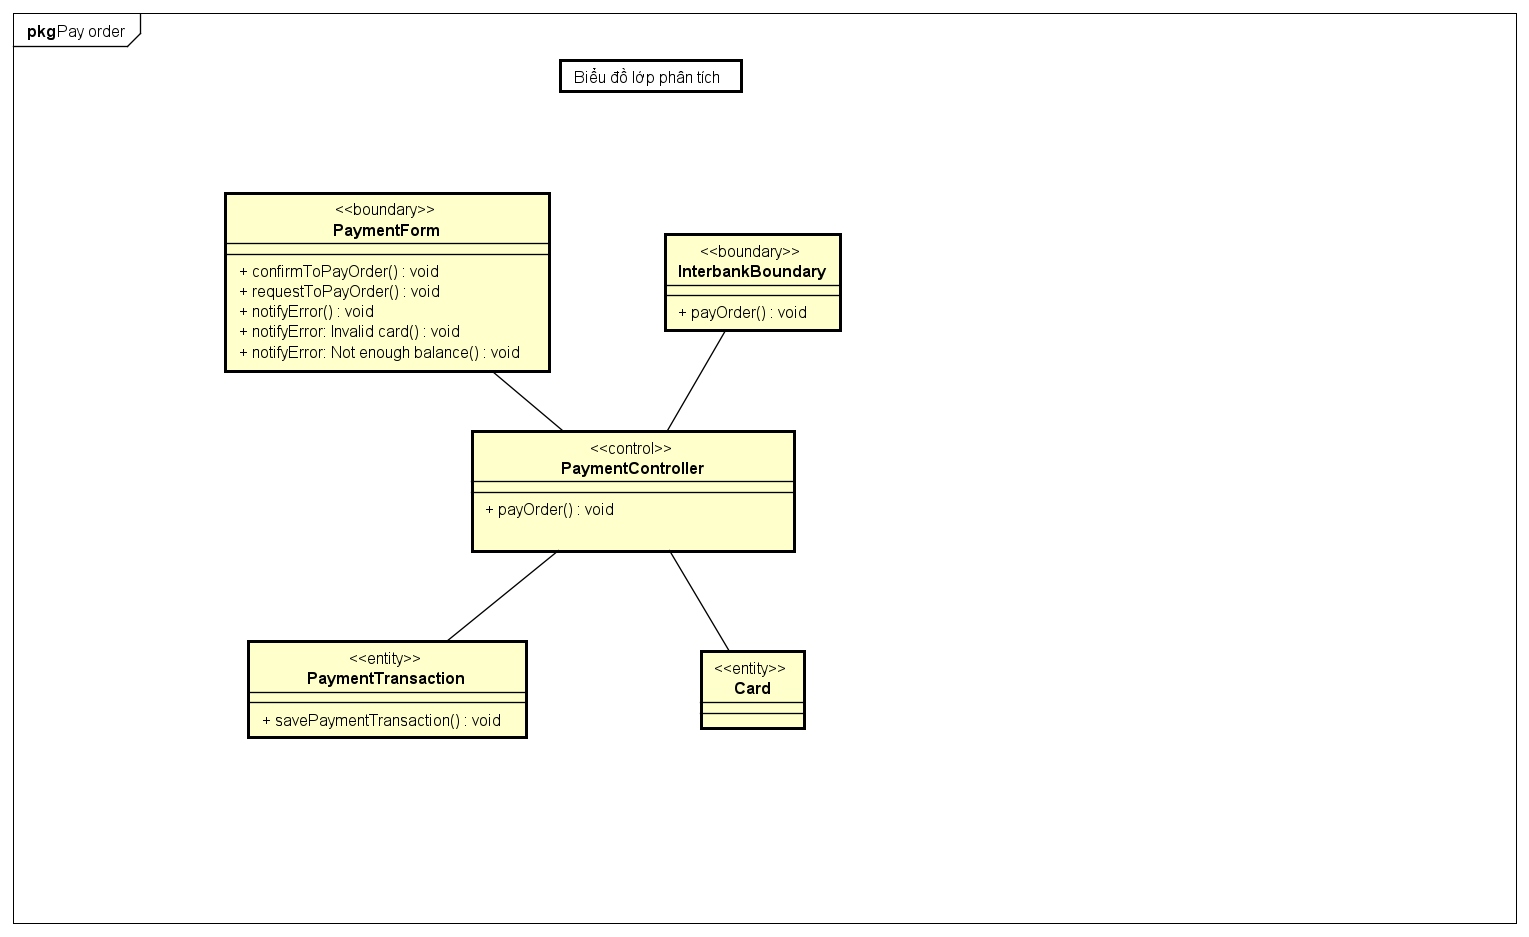 pkgPay order
Biểu đồ lớp phân tích
<<boundary>>
PaymentForm
+ confirmToPayOrder() : void
+ requestToPayOrder() : void
+ notifyError() : void
+ notifyError: Invalid card() : void
+ notifyError: Not enough balance() : void
<<boundary>>
InterbankBoundary
+ payOrder() : void
<<control>>
PaymentController
+ payOrder() : void
<<entity>>
PaymentTransaction
+ savePaymentTransaction() : void
<<entity>>
Card